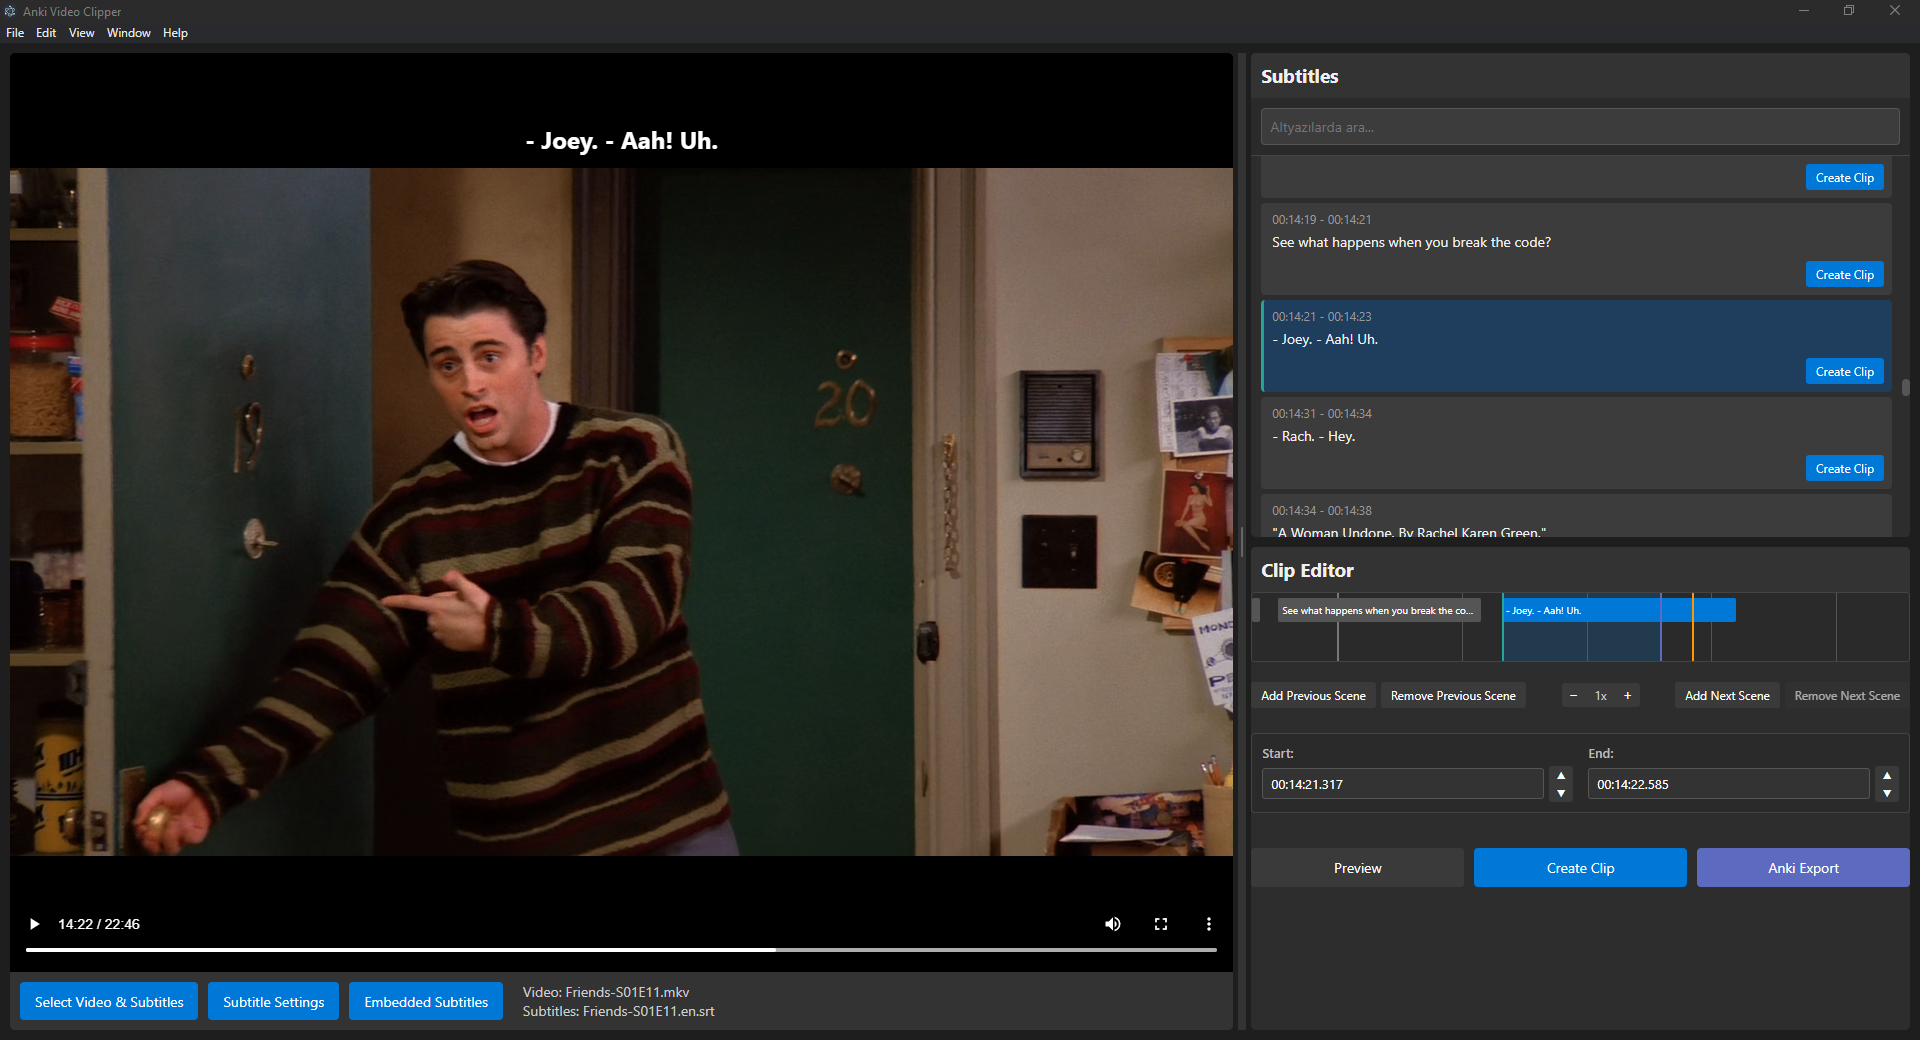 Anki Video Clipper
File Edit View Window Help
- Joey. - Aah! Uh.
19
20
14:22 / 22:46
Select Video & Subtitles
Subtitle Settings
Embedded Subtitles
Video: Friends-S01E11.mkv
Subtitles: Friends-S01E11.en.srt
Subtitles
Altyazılarda ara...
Create Clip
00:14:19 - 00:14:21
See what happens when you break the code?
Create Clip
00:14:21 - 00:14:23
- Joey. - Aah! Uh.
Create Clip
00:14:31 - 00:14:34
- Rach. - Hey.
Create Clip
00:14:34 - 00:14:38
"A Woman Undone. By Rachel Karen Green."
Clip Editor
See what happens when you break the co...
- Joey. - Aah! Uh.
Add Previous Scene
Remove Previous Scene
− 1x +
Add Next Scene
Remove Next Scene
Start:
00:14:21.317
End:
00:14:22.585
Preview
Create Clip
Anki Export